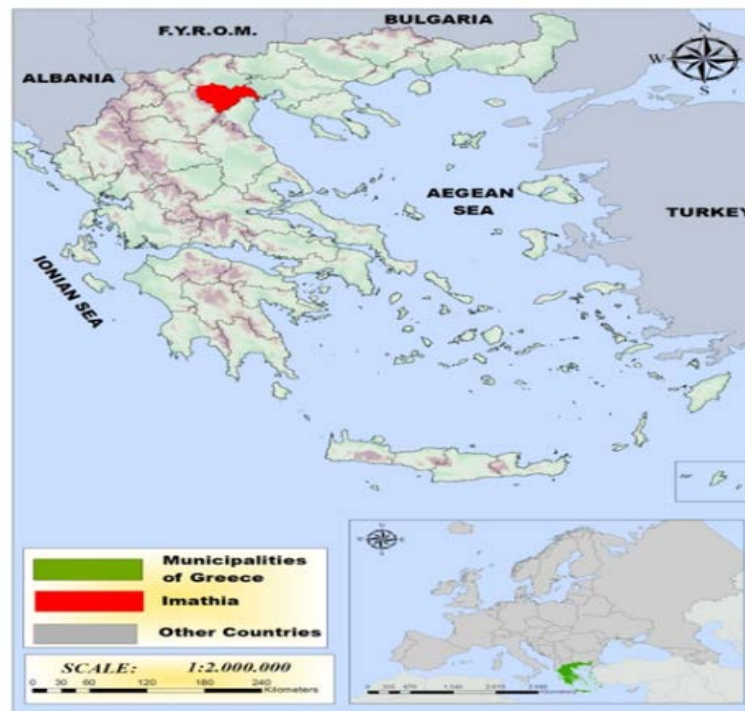 BULGARIA
F.Y.R.O.M.
N
W E
S
ALBANIA
AEGEAN
SEA
TURKEY
IONIAN SEA
Municipalities
of Greece
Imathia
Other Countries
SCALE: 1:2.000.000
0 30 60 120 180 240
Kilometers
Kilometers